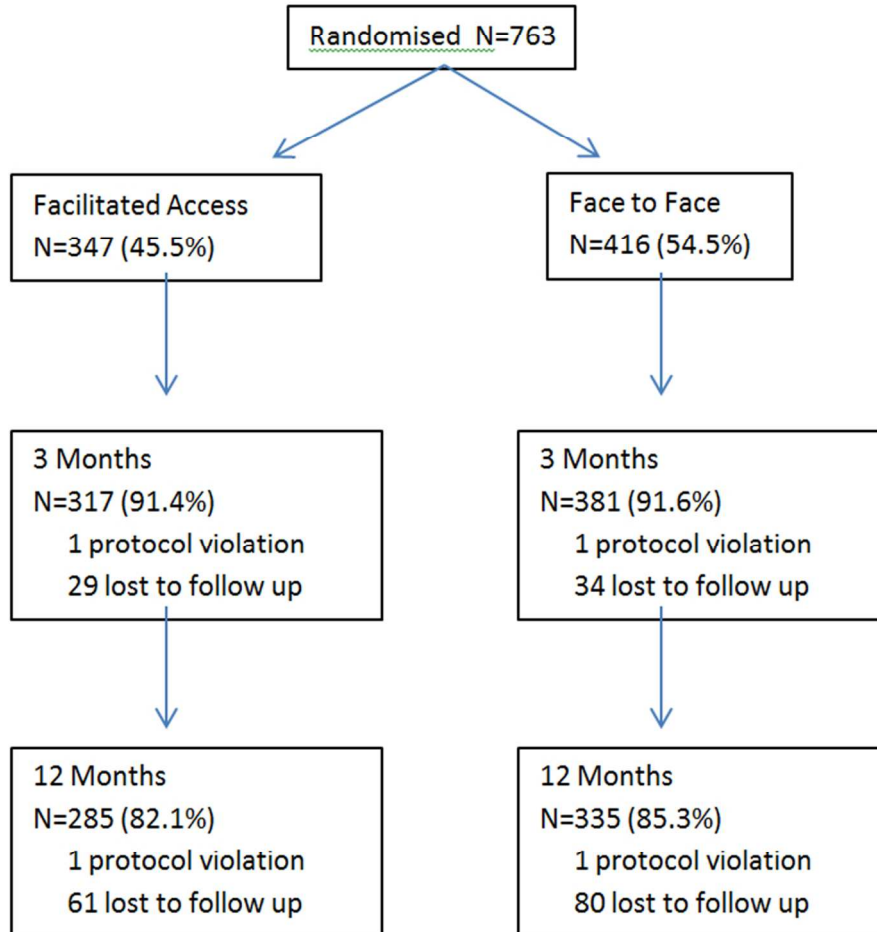 Randomised N=763
Facilitated Access
N=347 (45.5%)
Face to Face
N=416 (54.5%)
3 Months
N=317 (91.4%)
1 protocol violation
29 lost to follow up
3 Months
N=381 (91.6%)
1 protocol violation
34 lost to follow up
12 Months
N=285 (82.1%)
1 protocol violation
61 lost to follow up
12 Months
N=335 (85.3%)
1 protocol violation
80 lost to follow up